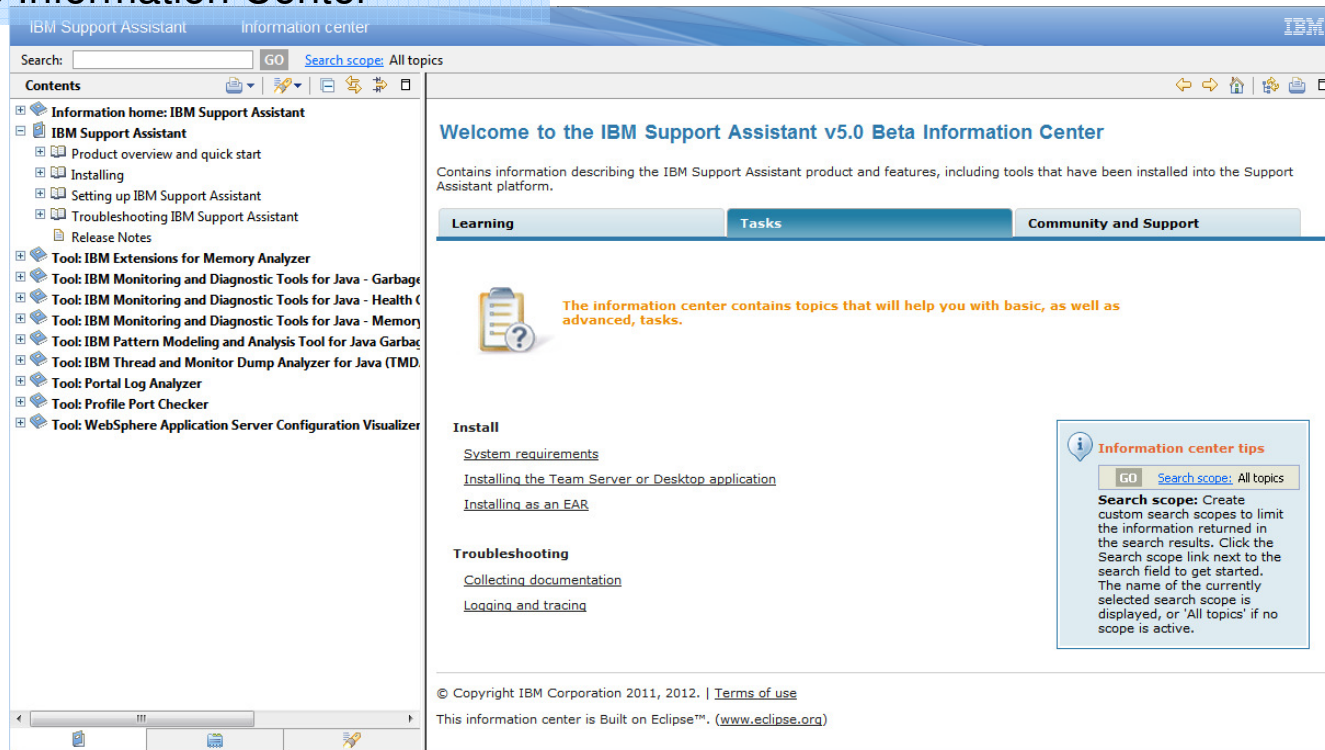 Information Center
IBM Support Assistant Information center
IBM
Search: GO Search scope: All topics
Contents
Information home: IBM Support Assistant
IBM Support Assistant
Product overview and quick start
Installing
Setting up IBM Support Assistant
Troubleshooting IBM Support Assistant
Release Notes
Tool: IBM Extensions for Memory Analyzer
Tool: IBM Monitoring and Diagnostic Tools for Java - Garbage
Tool: IBM Monitoring and Diagnostic Tools for Java - Health
Tool: IBM Monitoring and Diagnostic Tools for Java - Memory
Tool: IBM Pattern Modeling and Analysis Tool for Java Garbag
Tool: IBM Thread and Monitor Dump Analyzer for Java (TMD
Tool: Portal Log Analyzer
Tool: Profile Port Checker
Tool: WebSphere Application Server Configuration Visualizer
Welcome to the IBM Support Assistant v5.0 Beta Information Center
Contains information describing the IBM Support Assistant product and features, including tools that have been installed into the Support
Assistant platform.
Learning Tasks Community and Support
The information center contains topics that will help you with basic, as well as
advanced, tasks.
Install
System requirements
Installing the Team Server or Desktop application
Installing as an EAR
Troubleshooting
Collecting documentation
Logging and tracing
Information center tips
GO Search scope: All topics
Search scope: Create
custom search scopes to limit
the information returned in
the search results. Click the
Search scope link next to the
search field to get started.
The name of the currently
selected search scope is
displayed, or 'All topics' if no
scope is active.
© Copyright IBM Corporation 2011, 2012. | Terms of use
This information center is Built on Eclipse™. (www.eclipse.org)